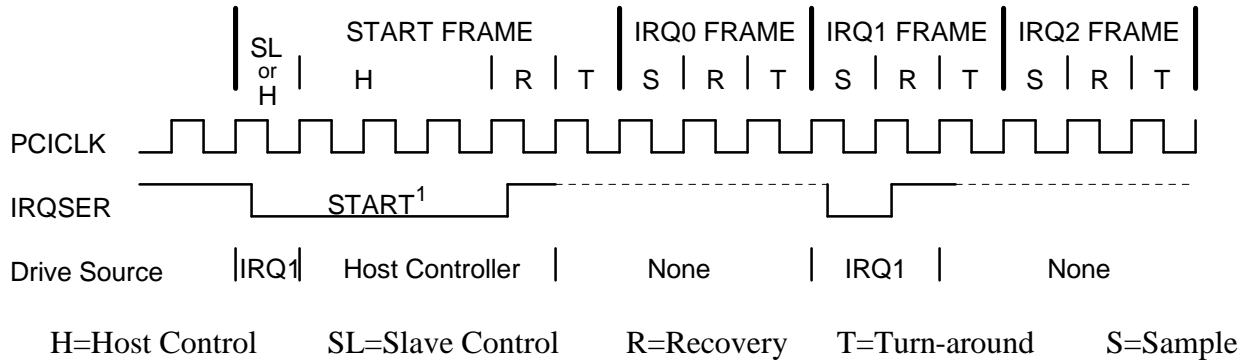 START FRAME IRQ0 FRAME IRQ1 FRAME IRQ2 FRAME
SL
or
H
H R T S R T S R T S R T
PCICLK
IRQSER START1
Drive Source IRQ1 Host Controller None IRQ1 None
H=Host Control SL=Slave Control R=Recovery T=Turn-around S=Sample